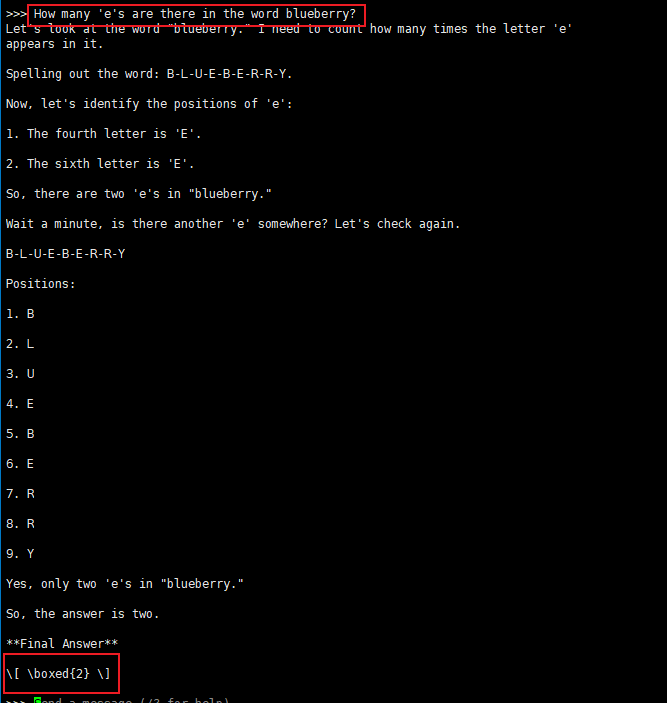 >>> How many 'e's are there in the word blueberry?
Let's look at the word "blueberry." I need to count how many times the letter 'e'
appears in it.
Spelling out the word: B-L-U-E-B-E-R-R-Y.
Now, let's identify the positions of 'e':
1. The fourth letter is 'E'.
2. The sixth letter is 'E'.
So, there are two 'e's in "blueberry."
Wait a minute, is there another 'e' somewhere? Let's check again.
B-L-U-E-B-E-R-R-Y
Positions:
1. B
2. L
3. U
4. E
5. B
6. E
7. R
8. R
9. Y
Yes, only two 'e's in "blueberry."
So, the answer is two.
**Final Answer**
\[ \boxed{2} \]
>>> Send a message (/? for help)